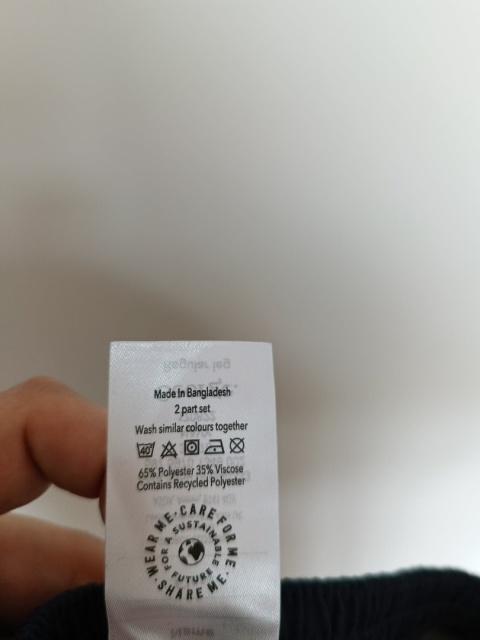 Made In Bangladesh
2 part set
Wash similar colours together
40
65% Polyester 35% Viscose
Contains Recycled Polyester
WEAR ME · CARE FOR ME · SHARE ME ·
FOR A SUSTAINABLE FUTURE